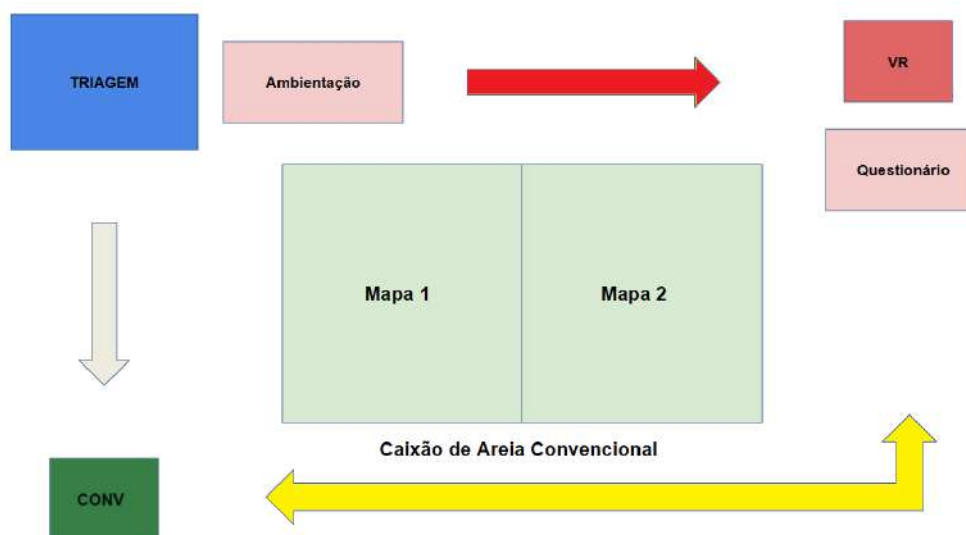 TRIAGEM
Ambientação
VR
Questionário
Mapa 1
Mapa 2
Caixão de Areia Convencional
CONV